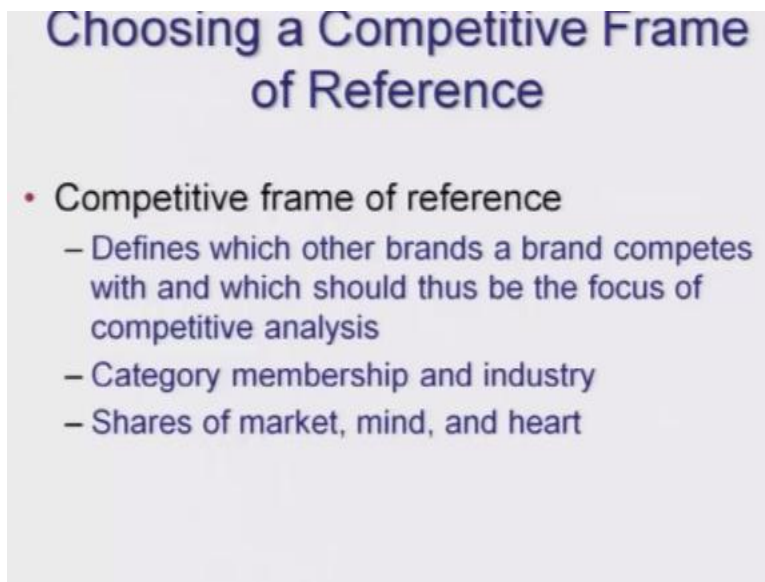 Choosing a Competitive Frame
of Reference
• Competitive frame of reference
– Defines which other brands a brand competes
with and which should thus be the focus of
competitive analysis
– Category membership and industry
– Shares of market, mind, and heart